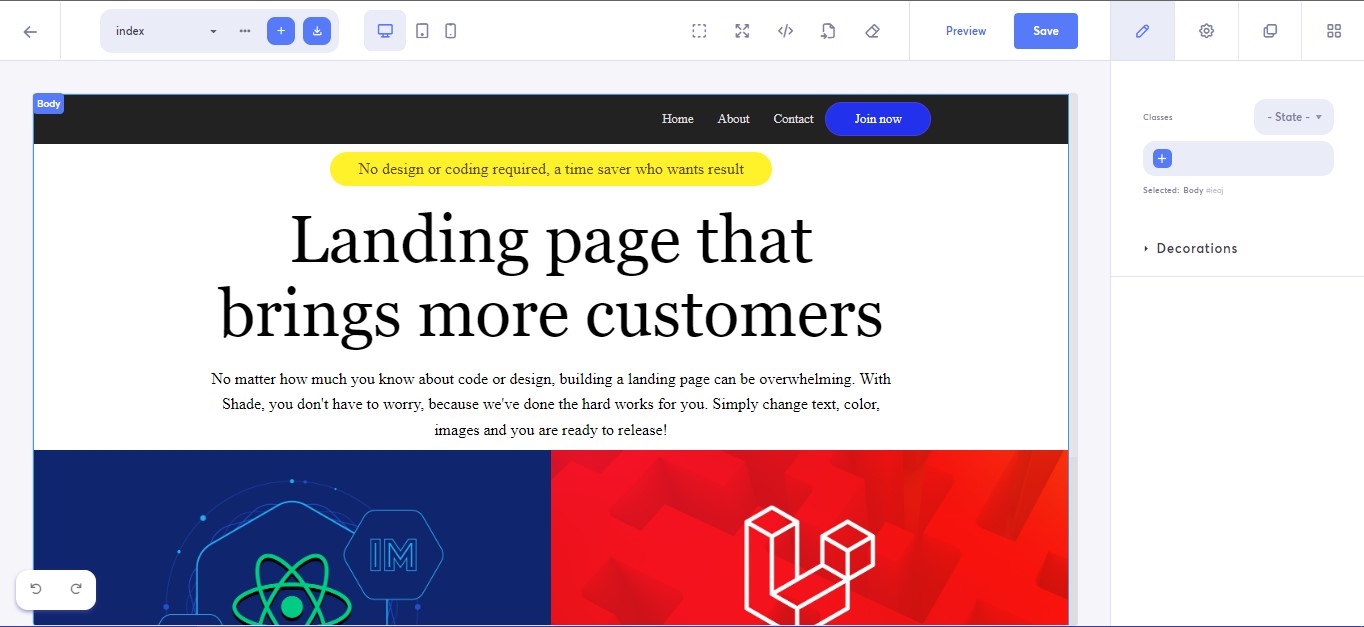 index
Preview
Save
Body
Home About Contact Join now
No design or coding required, a time saver who wants result
Landing page that
brings more customers
No matter how much you know about code or design, building a landing page can be overwhelming. With
Shade, you don't have to worry, because we've done the hard works for you. Simply change text, color,
images and you are ready to release!
IM
Classes
- State -
Selected: Body #ieaj
Decorations